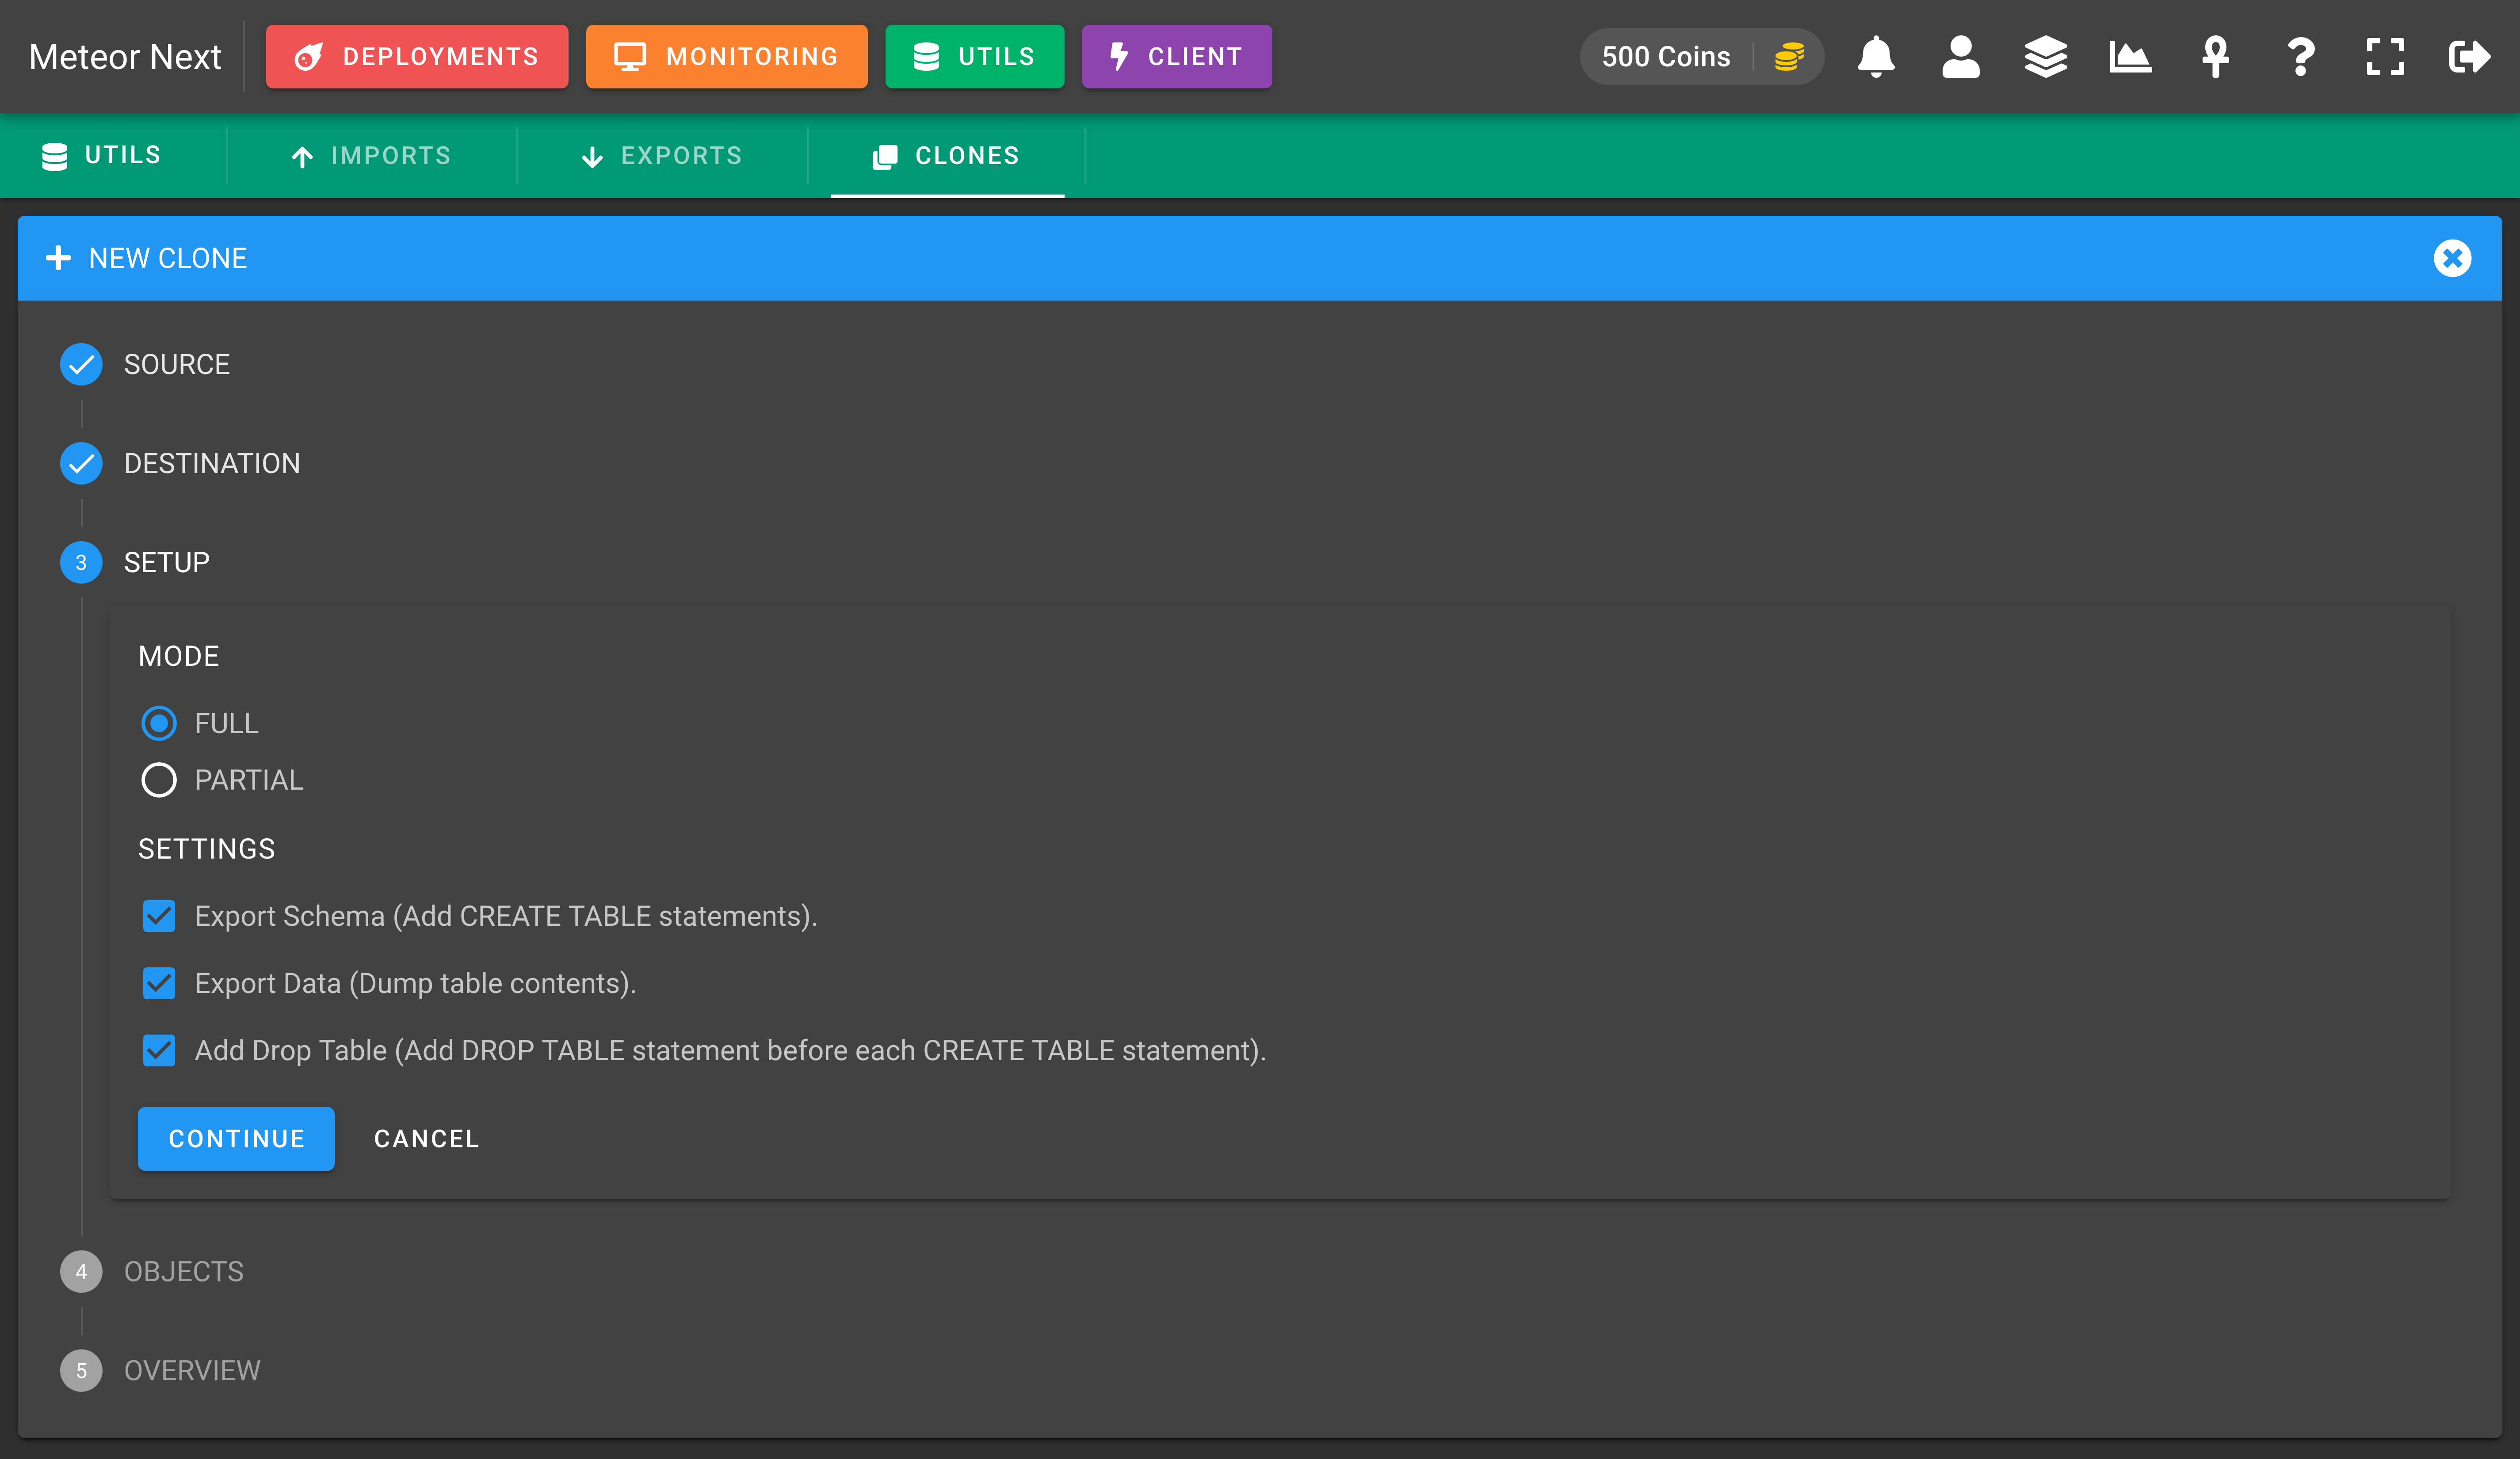 Meteor Next DEPLOYMENTS MONITORING UTILS CLIENT 500 Coins
UTILS IMPORTS EXPORTS CLONES
NEW CLONE
SOURCE
DESTINATION
3 SETUP
MODE
FULL
PARTIAL
SETTINGS
Export Schema (Add CREATE TABLE statements).
Export Data (Dump table contents).
Add Drop Table (Add DROP TABLE statement before each CREATE TABLE statement).
CONTINUE CANCEL
4 OBJECTS
5 OVERVIEW